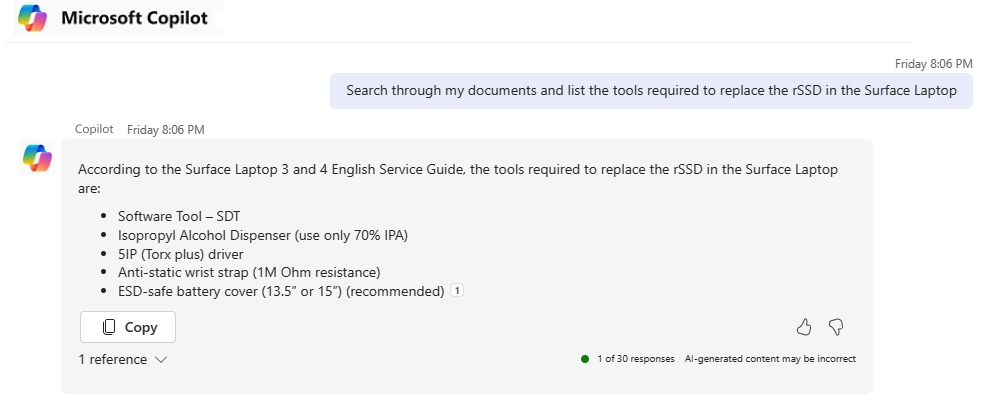 Microsoft Copilot
Friday 8:06 PM
Search through my documents and list the tools required to replace the rSSD in the Surface Laptop
Copilot Friday 8:06 PM
According to the Surface Laptop 3 and 4 English Service Guide, the tools required to replace the rSSD in the Surface Laptop
are:
• Software Tool – SDT
• Isopropyl Alcohol Dispenser (use only 70% IPA)
• 5IP (Torx plus) driver
• Anti-static wrist strap (1M Ohm resistance)
• ESD-safe battery cover (13.5” or 15”) (recommended) 1
Copy
1 reference
1 of 30 responses AI-generated content may be incorrect